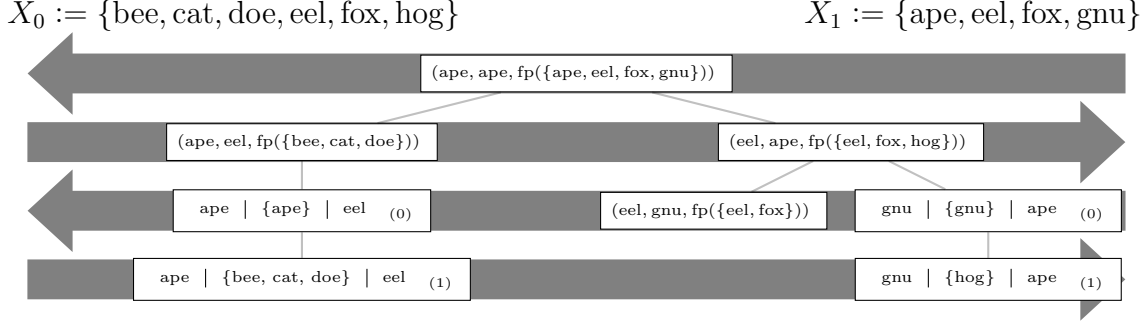 X₀ := {bee, cat, doe, eel, fox, hog} X₁ := {ape, eel, fox, gnu}
(ape, ape, fp({ape, eel, fox, gnu}))
(ape, eel, fp({bee, cat, doe})) (eel, ape, fp({eel, fox, hog}))
ape | {ape} | eel (0) (eel, gnu, fp({eel, fox})) gnu | {gnu} | ape (0)
ape | {bee, cat, doe} | eel (1) gnu | {hog} | ape (1)